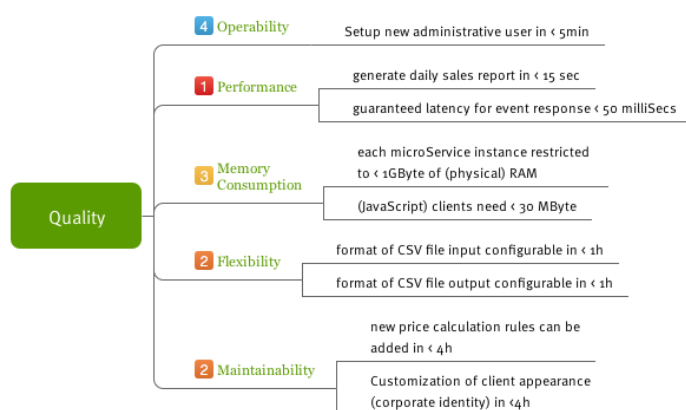 4 Operability
Setup new administrative user in < 5min
1 Performance
generate daily sales report in < 15 sec
guaranteed latency for event response < 50 milliSecs
3 Memory
Consumption
each microService instance restricted
to < 1GByte of (physical) RAM
(JavaScript) clients need < 30 MByte
Quality
2 Flexibility
format of CSV file input configurable in < 1h
format of CSV file output configurable in < 1h
2 Maintainability
new price calculation rules can be
added in < 4h
Customization of client appearance
(corporate identity) in <4h